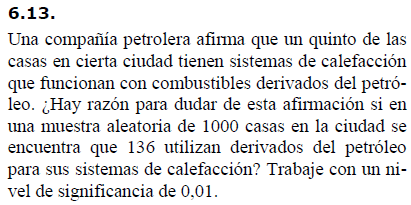 6.13.
Una compañía petrolera afirma que un quinto de las
casas en cierta ciudad tienen sistemas de calefacción
que funcionan con combustibles derivados del petró-
leo. ¿Hay razón para dudar de esta afirmación si en
una muestra aleatoria de 1000 casas en la ciudad se
encuentra que 136 utilizan derivados del petróleo
para sus sistemas de calefacción? Trabaje con un ni-
vel de significancia de 0,01.